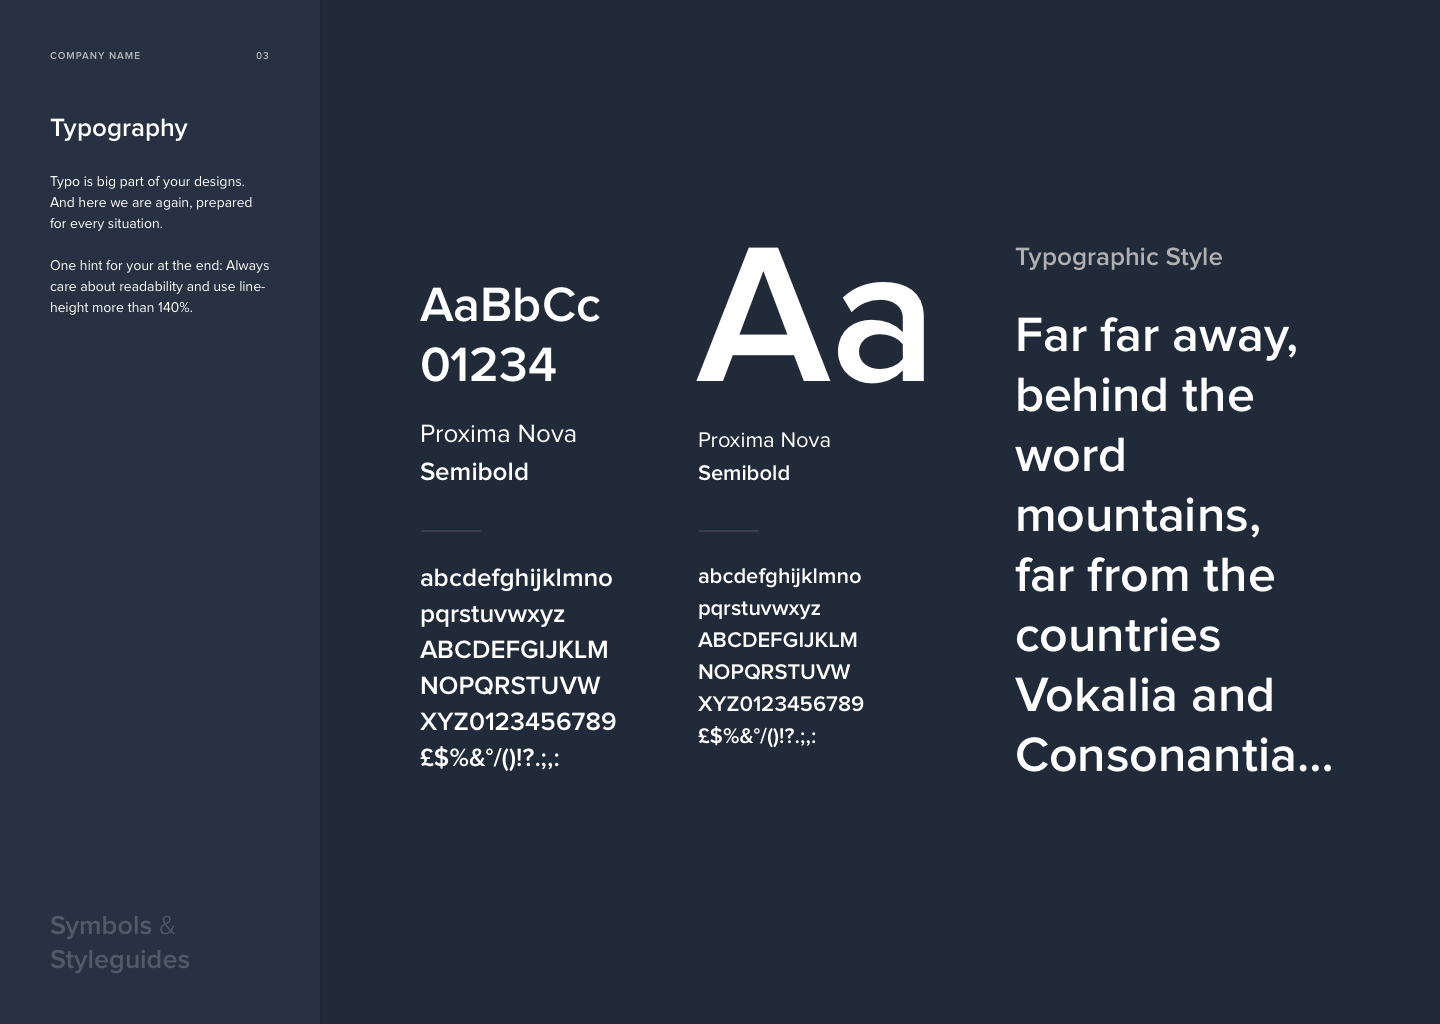 COMPANY NAME 03
Typography
Typo is big part of your designs.
And here we are again, prepared
for every situation.
One hint for your at the end: Always
care about readability and use line-
height more than 140%.
Symbols &
Styleguides
AaBbCc
01234
Proxima Nova
Semibold
abcdefghijklmno
pqrstuvwxyz
ABCDEFGIJKLM
NOPQRSTUVW
XYZ0123456789
£$%&°/()!?.;,:
Aa
Proxima Nova
Semibold
abcdefghijklmno
pqrstuvwxyz
ABCDEFGIJKLM
NOPQRSTUVW
XYZ0123456789
£$%&°/()!?.;,:
Typographic Style
Far far away,
behind the
word
mountains,
far from the
countries
Vokalia and
Consonantia...